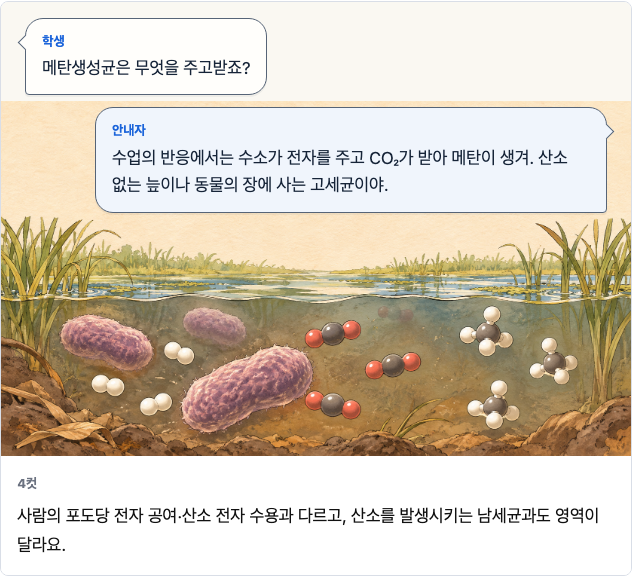 학생
메탄생성균은 무엇을 주고받죠?
안내자
수업의 반응에서는 수소가 전자를 주고 CO₂가 받아 메탄이 생겨. 산소
없는 늪이나 동물의 장에 사는 고세균이야.
4컷
사람의 포도당 전자 공여·산소 전자 수용과 다르고, 산소를 발생시키는 남세균과도 영역이
달라요.